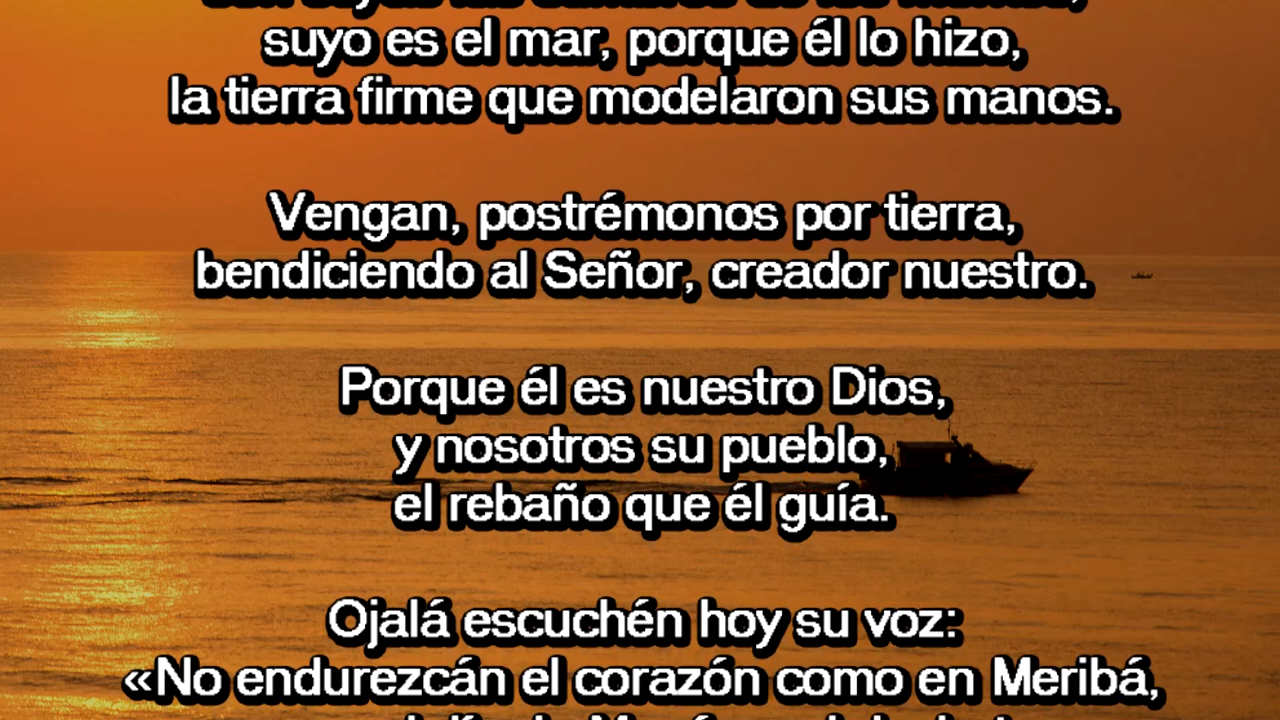 suyo es el mar, porque él lo hizo,
la tierra firme que modelaron sus manos.
Vengan, postrémonos por tierra,
bendiciendo al Señor, creador nuestro.
Porque él es nuestro Dios,
y nosotros su pueblo,
el rebaño que él guía.
Ojalá escuchén hoy su voz:
«No endurezcán el corazón como en Meribá,